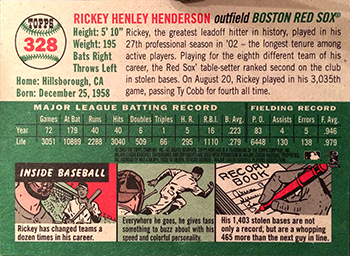 TOPPS
328
RICKEY HENLEY HENDERSON outfield BOSTON RED SOX®
Height: 5' 10"
Weight: 195
Bats Right
Throws Left
Home: Hillsborough, CA
Born: December 25, 1958
Rickey, the greatest leadoff hitter in history, played in his
27th professional season in '02 – the longest tenure among
active players. Playing for the eighth different team of his
career, the Red Sox' table-setter ranked second on the club
in stolen bases. On August 20, Rickey played in his 3,035th
game, passing Ty Cobb for fourth all time.
MAJOR LEAGUE BATTING RECORD
FIELDING RECORD
Games At Bat Runs Hits Doubles Triples H.R. R.B.I. S.B. SLG B. Avg. P.O. Assists Errors F. Avg.
Year 72 179 40 40 6 1 5 16 8 .223 83 4 5 .946
Life 3051 10889 2288 3040 509 66 295 1110 .279 6438 138 .979
INSIDE BASEBALL
Rickey has changed teams a
dozen times in his career.
Everywhere he goes, he gives
something to buzz about with his
speed and colorful personality.
RECORD
BOOK
His 1,403 stolen bases are not
only a record, but are a whopping
465 more than the next guy in line.